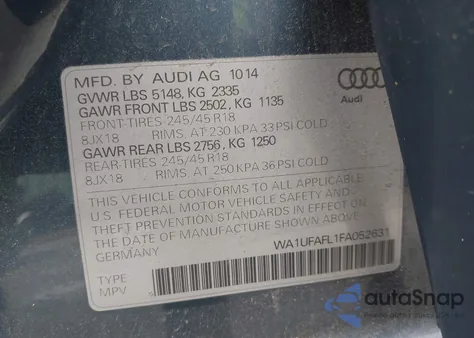 MFD. BY AUDI AG 10 14
GVWR LBS 5148, KG 2335
GAWR FRONT LBS 2502, KG 1135
FRONT-TIRES 245/45 R18
8JX18 RIMS, AT 230 KPA 33 PSI COLD
GAWR REAR LBS 2756, KG 1250
REAR-TIRES 245/45 R18
8JX18 RIMS, AT 250 KPA 36 PSI COLD
Audi
THIS VEHICLE CONFORMS TO ALL APPLICABLE
U.S. FEDERAL MOTOR VEHICLE SAFETY AND
THEFT PREVENTION STANDARDS IN EFFECT ON
THE DATE OF MANUFACTURE SHOWN ABOVE
GERMANY
WA1UFAFL1FA052631
TYPE
MPV
autaSnap
Powered by